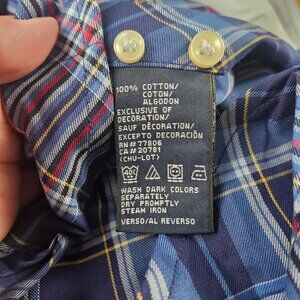 100% COTTON/
COTON/
ALGODON
EXCLUSIVE OF
DECORATION/
SAUF DÉCORATION/
EXCEPTO DECORACIÓN
RN# 77806
CA# 20781
(CHU-LOT)
WASH DARK COLORS
SEPARATELY
DRY PROMPTLY
STEAM IRON
VERSO/AL REVERSO